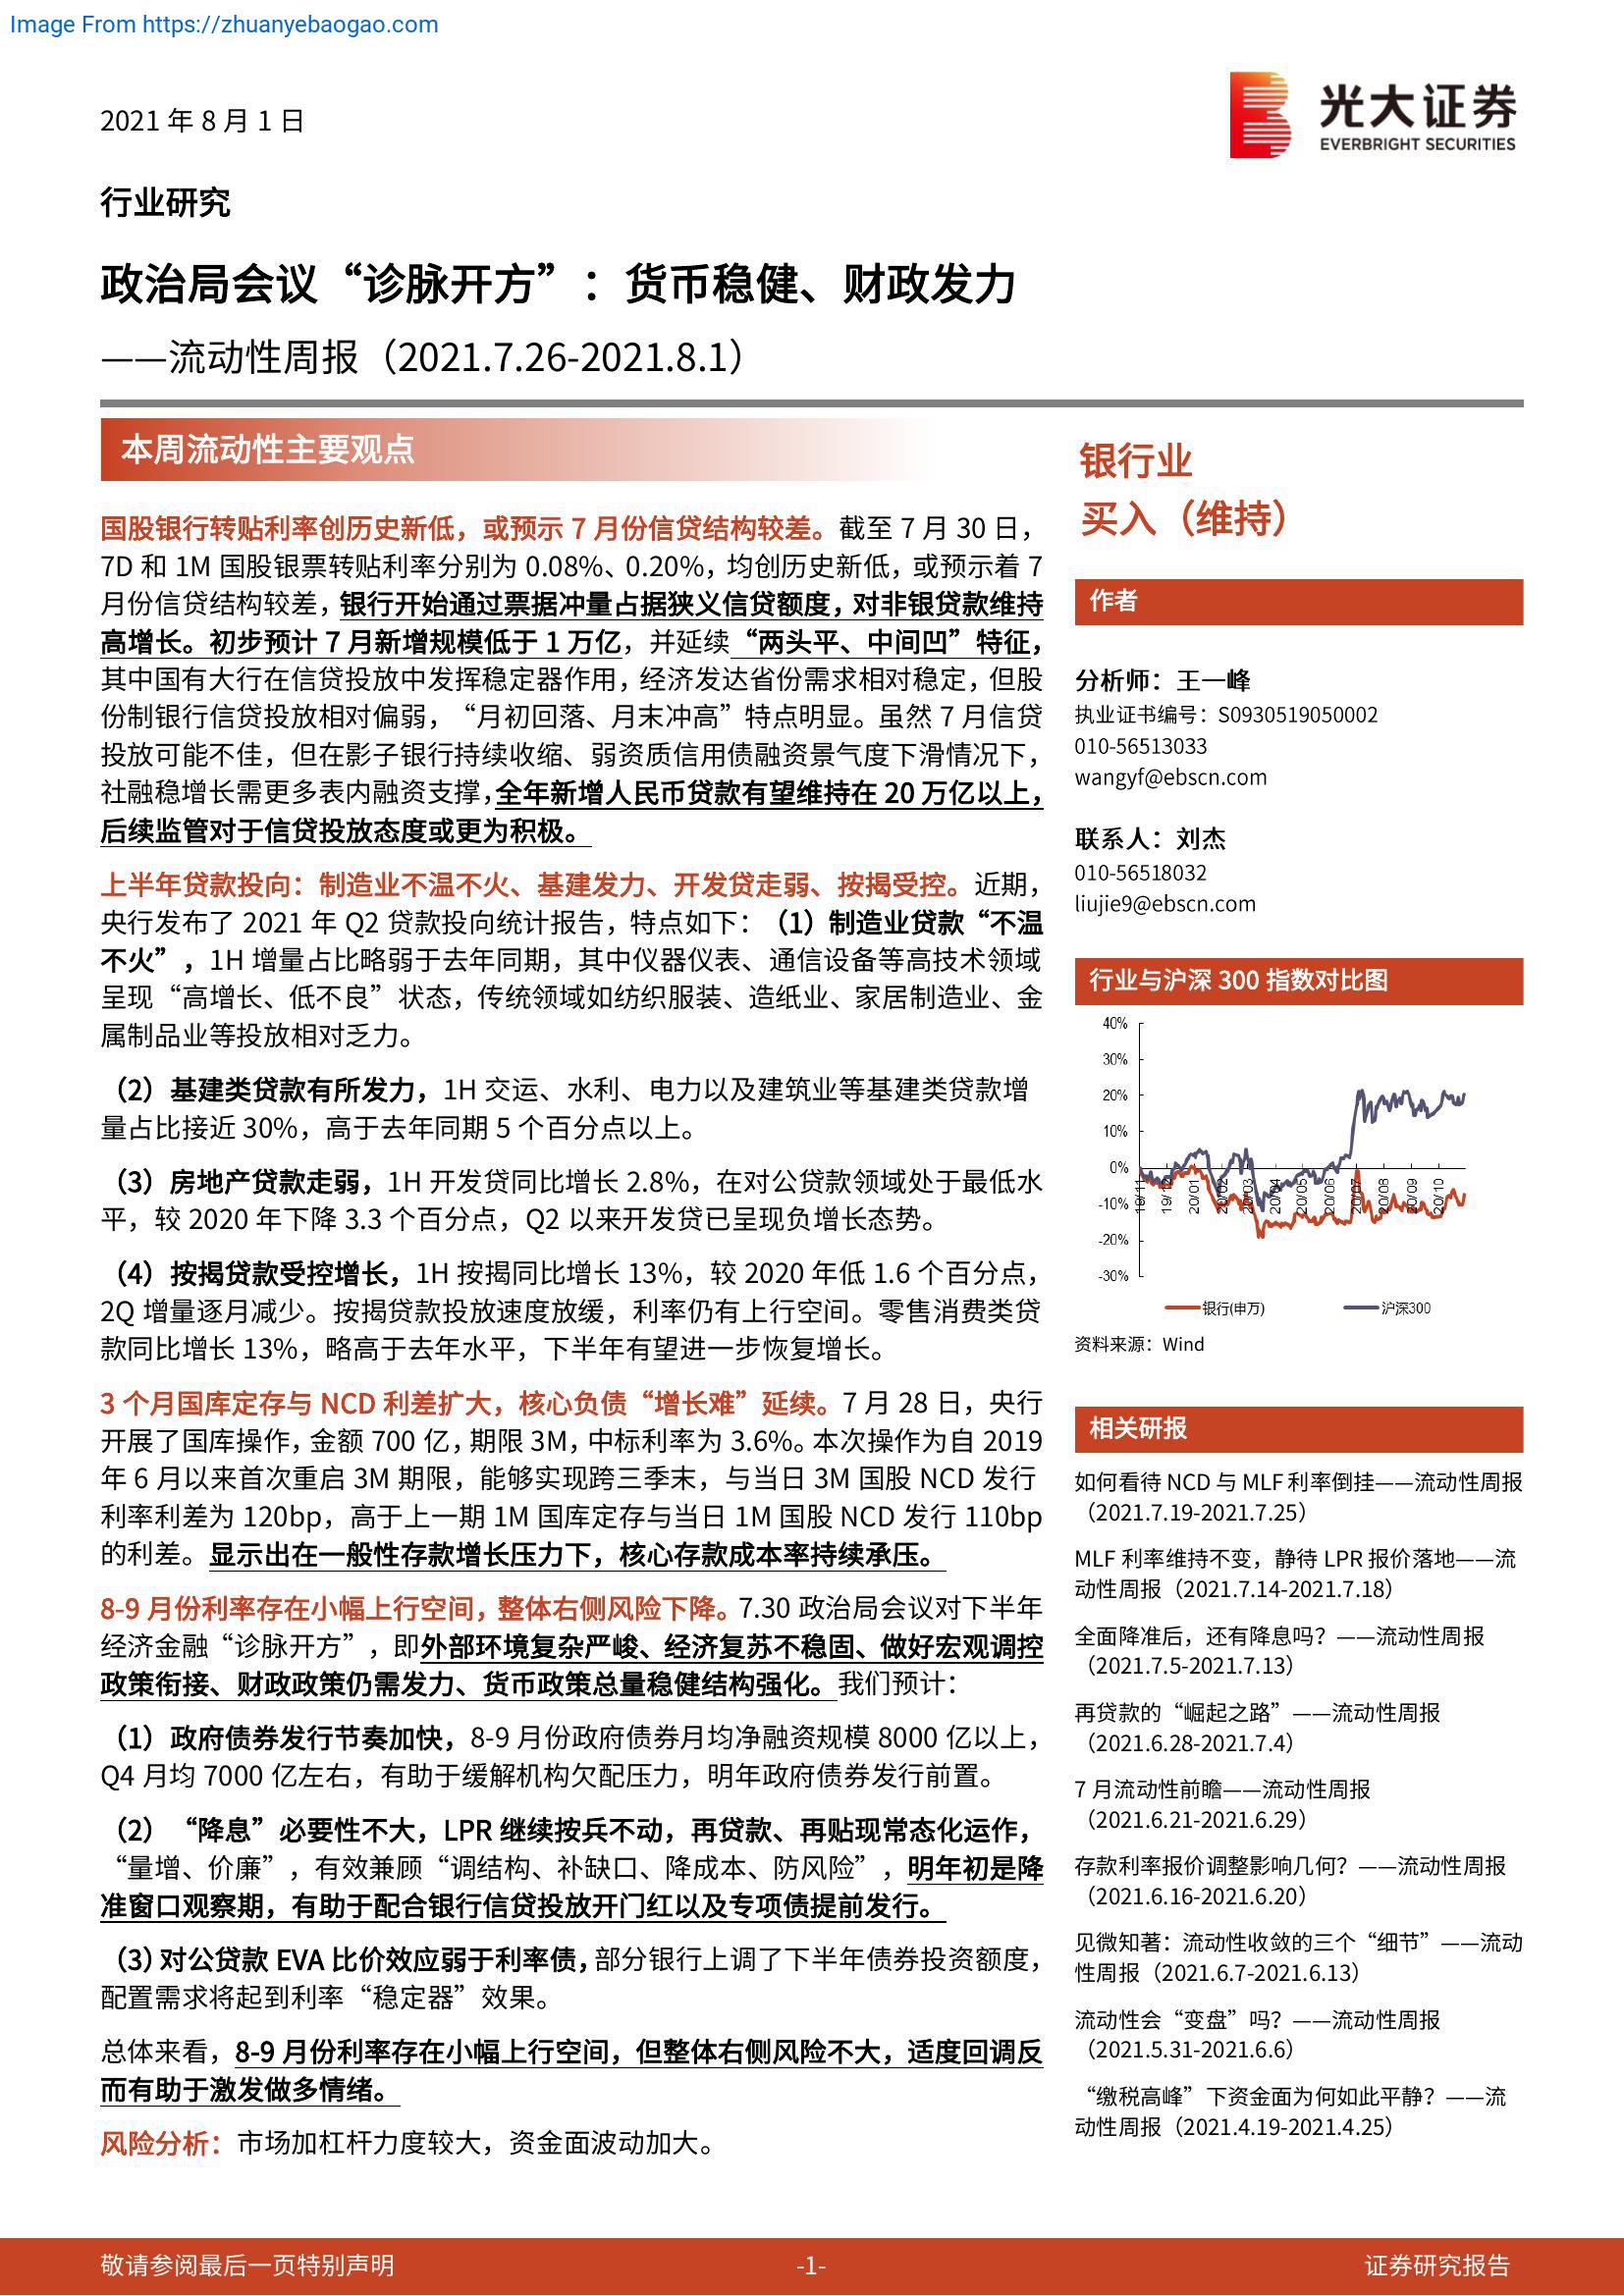 Image From https://zhuanyebaogao.com
2021 年 8 月 1 日
光大证券
EVERBRIGHT SECURITIES
行业研究
政治局会议“诊脉开方”：货币稳健、财政发力
——流动性周报（2021.7.26-2021.8.1）
本周流动性主要观点
国股银行转贴利率创历史新低，或预示 7 月份信贷结构较差。截至 7 月 30 日，
7D 和 1M 国股银票转贴利率分别为 0.08%、0.20%，均创历史新低，或预示着 7
月份信贷结构较差，银行开始通过票据冲量占据狭义信贷额度，对非银贷款维持
高增长。初步预计 7 月新增规模低于 1 万亿，并延续“两头平、中间凹”特征，
其中国有大行在信贷投放中发挥稳定器作用，经济发达省份需求相对稳定，但股
份制银行信贷投放相对偏弱，“月初回落、月末冲高”特点明显。虽然 7 月信贷
投放可能不佳，但在影子银行持续收缩、弱资质信用债融资景气度下滑情况下，
社融稳增长需更多表内融资支撑，全年新增人民币贷款有望维持在 20 万亿以上，
后续监管对于信贷投放态度或更为积极。
上半年贷款投向：制造业不温不火、基建发力、开发贷走弱、按揭受控。近期，
央行发布了 2021 年 Q2 贷款投向统计报告，特点如下：（1）制造业贷款“不温
不火”，1H 增量占比略弱于去年同期，其中仪器仪表、通信设备等高技术领域
呈现“高增长、低不良”状态，传统领域如纺织服装、造纸业、家居制造业、金
属制品业等投放相对乏力。
（2）基建类贷款有所发力，1H 交运、水利、电力以及建筑业等基建类贷款增
量占比接近 30%，高于去年同期 5 个百分点以上。
（3）房地产贷款走弱，1H 开发贷同比增长 2.8%，在对公贷款领域处于最低水
平，较 2020 年下降 3.3 个百分点，Q2 以来开发贷已呈现负增长态势。
（4）按揭贷款受控增长，1H 按揭同比增长 13%，较 2020 年低 1.6 个百分点，
2Q 增量逐月减少。按揭贷款投放速度放缓，利率仍有上行空间。零售消费类贷
款同比增长 13%，略高于去年水平，下半年有望进一步恢复增长。
3 个月国库定存与 NCD 利差扩大，核心负债“增长难”延续。7 月 28 日，央行
开展了国库操作，金额 700 亿，期限 3M，中标利率为 3.6%。本次操作为自 2019
年 6 月以来首次重启 3M 期限，能够实现跨三季末，与当日 3M 国股 NCD 发行
利率利差为 120bp，高于上一期 1M 国库定存与当日 1M 国股 NCD 发行 110bp
的利差。显示出在一般性存款增长压力下，核心存款成本率持续承压。
8-9 月份利率存在小幅上行空间，整体右侧风险下降。7.30 政治局会议对下半年
经济金融“诊脉开方”，即外部环境复杂严峻、经济复苏不稳固、做好宏观调控
政策衔接、财政政策仍需发力、货币政策总量稳健结构强化。我们预计：
（1）政府债券发行节奏加快，8-9 月份政府债券月均净融资规模 8000 亿以上，
Q4 月均 7000 亿左右，有助于缓解机构欠配压力，明年政府债券发行前置。
（2）“降息”必要性不大，LPR 继续按兵不动，再贷款、再贴现常态化运作，
“量增、价廉”，有效兼顾“调结构、补缺口、降成本、防风险”，明年初是降
准窗口观察期，有助于配合银行信贷投放开门红以及专项债提前发行。
（3）对公贷款 EVA 比价效应弱于利率债，部分银行上调了下半年债券投资额度，
配置需求将起到利率“稳定器”效果。
总体来看，8-9 月份利率存在小幅上行空间，但整体右侧风险不大，适度回调反
而有助于激发做多情绪。
风险分析：市场加杠杆力度较大，资金面波动加大。
银行业
买入（维持）
作者
分析师：王一峰
执业证书编号：S0930519050002
010-56513033
wangyf@ebscn.com
联系人：刘杰
010-56518032
liujie9@ebscn.com
行业与沪深 300 指数对比图
40%
30%
20%
10%
0%
-10%
-20%
-30%
19/11 19/12 20/01 20/02 20/03 20/04 20/05 20/06 20/07 20/08 20/09 20/10
银行(申万) 沪深300
资料来源：Wind
相关研报
如何看待 NCD 与 MLF 利率倒挂——流动性周报
（2021.7.19-2021.7.25）
MLF 利率维持不变，静待 LPR 报价落地——流
动性周报（2021.7.14-2021.7.18）
全面降准后，还有降息吗？——流动性周报
（2021.7.5-2021.7.13）
再贷款的“崛起之路”——流动性周报
（2021.6.28-2021.7.4）
7 月流动性前瞻——流动性周报
（2021.6.21-2021.6.29）
存款利率报价调整影响几何？——流动性周报
（2021.6.16-2021.6.20）
见微知著：流动性收敛的三个“细节”——流动
性周报（2021.6.7-2021.6.13）
流动性会“变盘”吗？——流动性周报
（2021.5.31-2021.6.6）
“缴税高峰”下资金面为何如此平静？——流
动性周报（2021.4.19-2021.4.25）
敬请参阅最后一页特别声明
-1-
证券研究报告